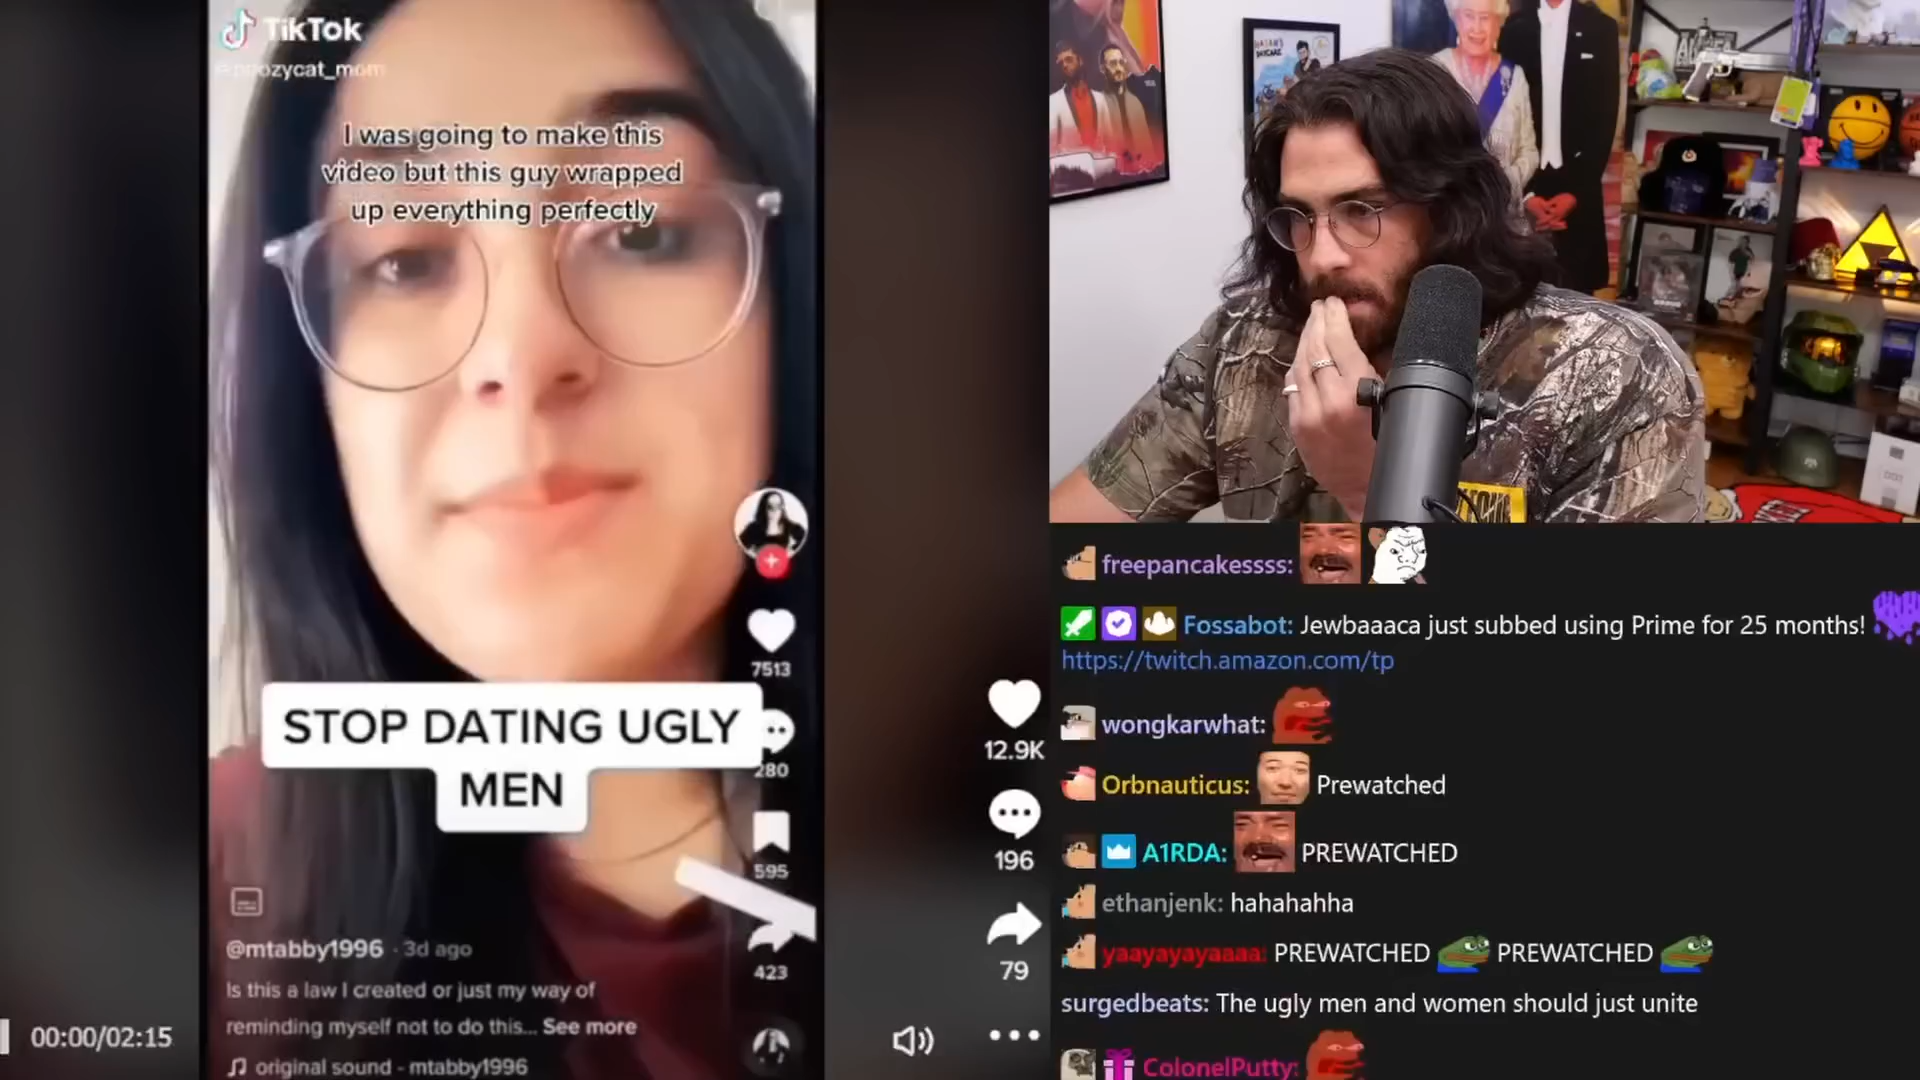 TikTok
I was going to make this
video but this guy wrapped
up everything perfectly
7513
STOP DATING UGLY
MEN
280
595
423
@mtabby1996 · 3d ago
Is this a law I created or just my way of
reminding myself not to do this... See more
original sound - mtabby1996
00:00/02:15
12.9K
196
79
freepancakessss:
Fossabot: Jewbaaaca just subbed using Prime for 25 months!
https://twitch.amazon.com/tp
wongkarwhat:
Orbnauticus: Prewatched
A1RDA: PREWATCHED
ethanjenk: hahahahha
yaayayayaaaa: PREWATCHED PREWATCHED
surgedbeats: The ugly men and women should just unite
ColonelPutty: